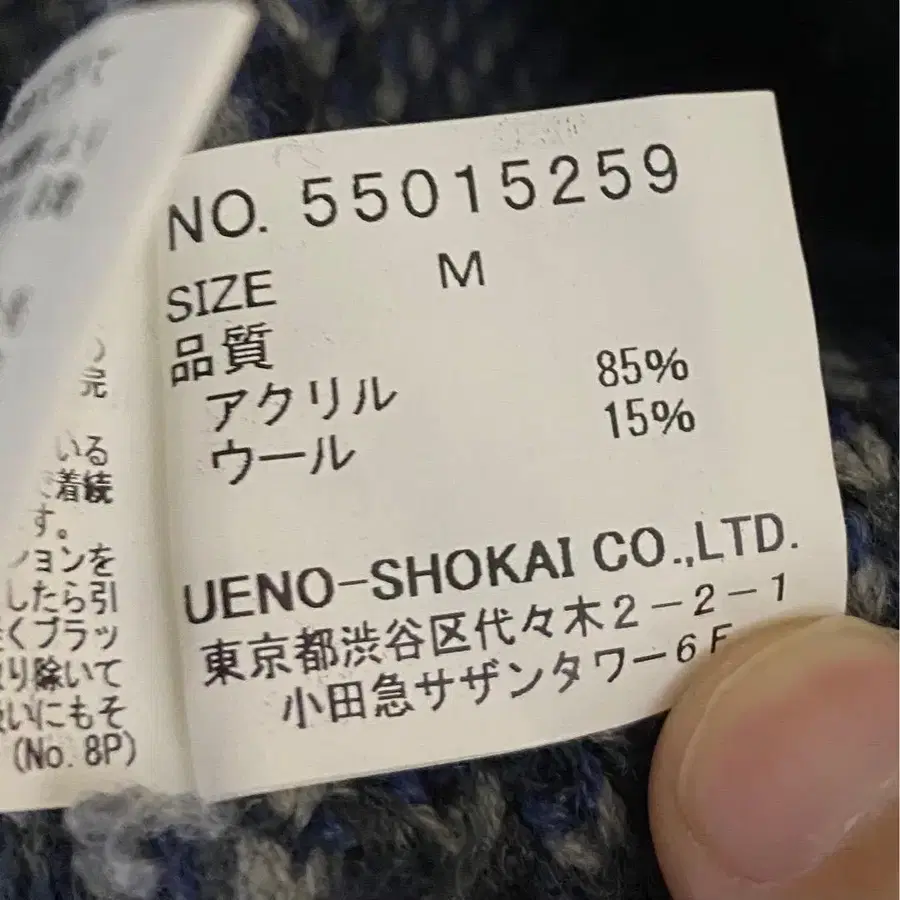 NO. 55015259
SIZE M
品質
アクリル 85%
ウール 15%
UENO-SHOKAI CO.,LTD.
東京都渋谷区代々木2-2-1
小田急サザンタワー6F
完
いる
着続
す。
ションを
したら引
くブラッ
り除いて
いにもそ
(No. 8P)